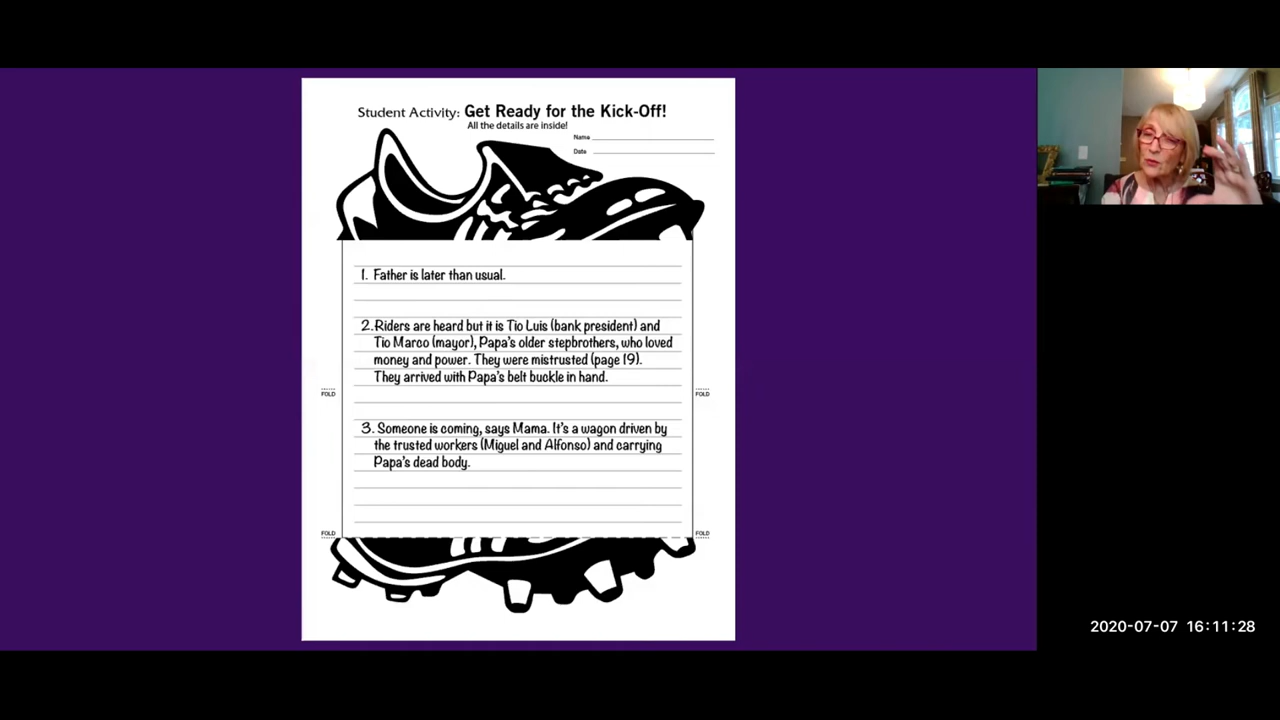 Student Activity: Get Ready for the Kick-Off!
All the details are inside!
Name
Date
1. Father is later than usual.
2. Riders are heard but it is Tio Luis (bank president) and
Tio Marco (mayor), Papa's older stepbrothers, who loved
money and power. They were mistrusted (page 19).
They arrived with Papa's belt buckle in hand.
FOLD
FOLD
3. Someone is coming, says Mama. It's a wagon driven by
the trusted workers (Miguel and Alfonso) and carrying
Papa's dead body.
FOLD
FOLD
2020-07-07 16:11:28